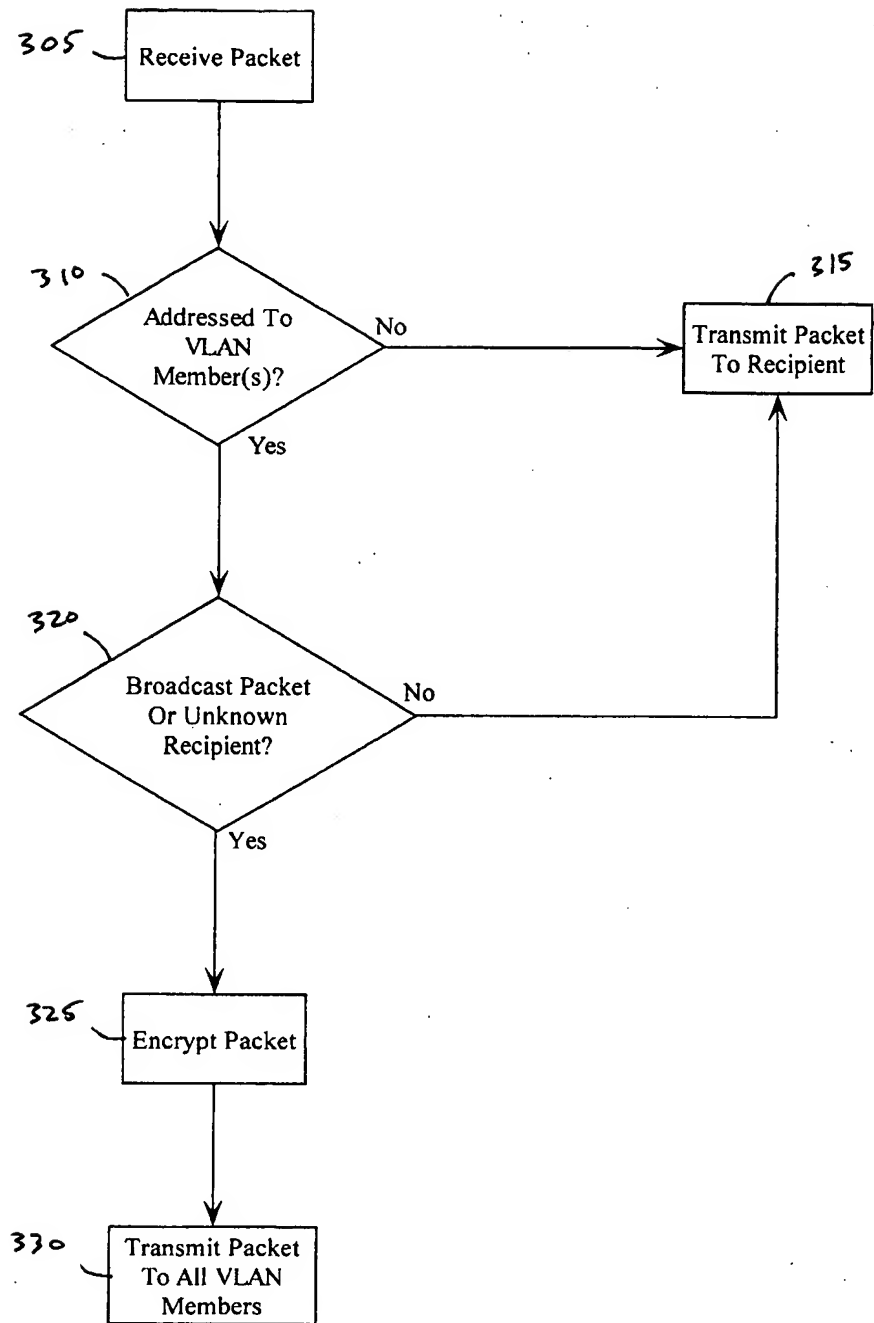 305
Receive Packet
310
Addressed To
VLAN
Member(s)?
No
Yes
315
Transmit Packet
To Recipient
320
Broadcast Packet
Or Unknown
Recipient?
No
Yes
325
Encrypt Packet
330
Transmit Packet
To All VLAN
Members